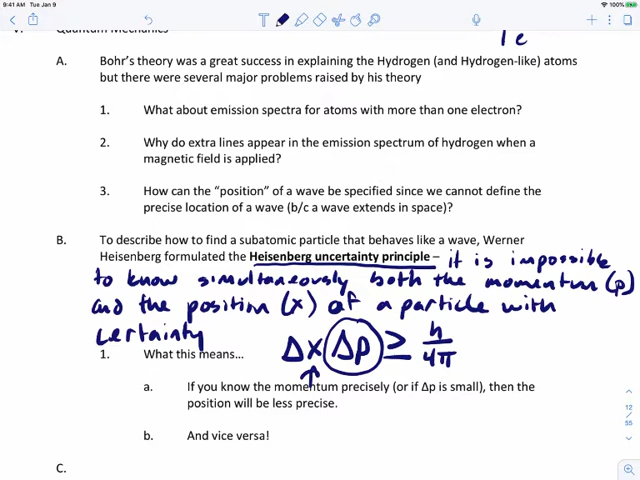 9:41 AM Tue Jan 9
100%
V. Quantum Mechanics
1 e
A. Bohr's theory was a great success in explaining the Hydrogen (and Hydrogen-like) atoms
but there were several major problems raised by his theory
1. What about emission spectra for atoms with more than one electron?
2. Why do extra lines appear in the emission spectrum of hydrogen when a
magnetic field is applied?
3. How can the "position" of a wave be specified since we cannot define the
precise location of a wave (b/c a wave extends in space)?
B. To describe how to find a subatomic particle that behaves like a wave, Werner
Heisenberg formulated the Heisenberg uncertainty principle – it is impossible
to know simultaneously both the momentum (p)
and the position (x) of a particle with
certainty
Δx Δp ≥ h/4π
1. What this means...
a. If you know the momentum precisely (or if Δp is small), then the
position will be less precise.
b. And vice versa!
C.
12
/
55